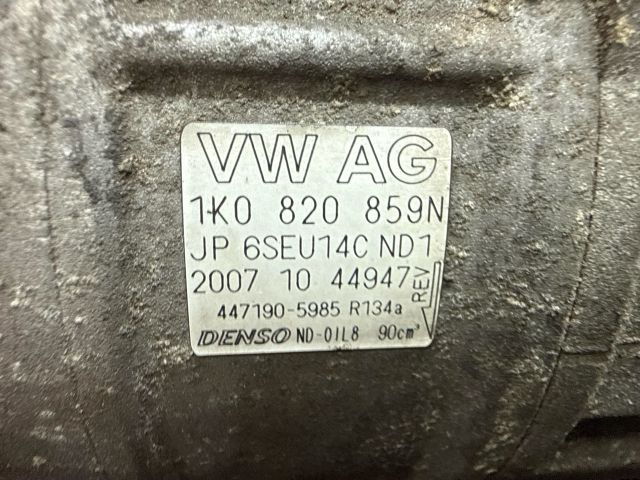 VW AG
1K0 820 859N
JP 6SEU14C ND1
2007 10 44947
REV
447190-5985 R134a
DENSO ND-OIL8 90cm³